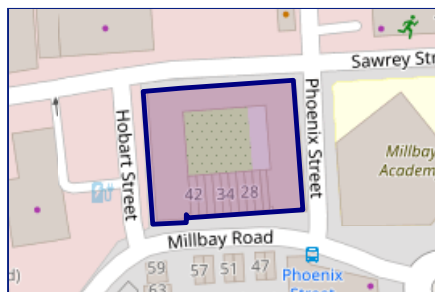 Sawrey St
Hobart Street
Phoenix Street
Millbay
Academ
42 34 28
Millbay Road
59 57 51 47
63
d)
Phoenix
Street